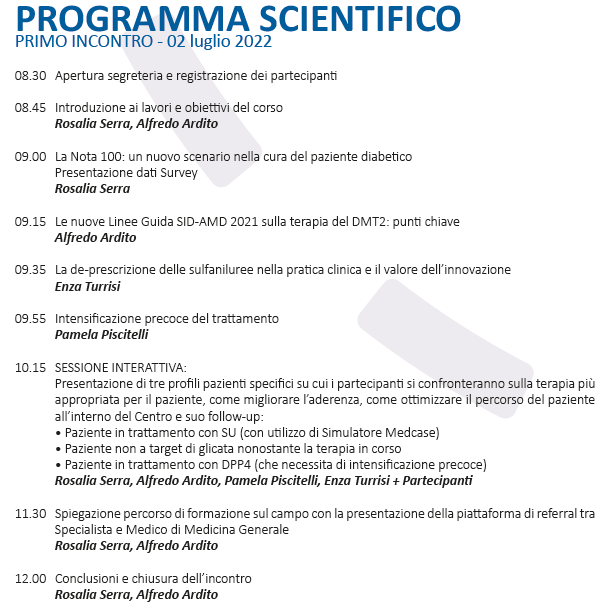 PROGRAMMA SCIENTIFICO
PRIMO INCONTRO - 02 luglio 2022
08.30 Apertura segreteria e registrazione dei partecipanti
08.45 Introduzione ai lavori e obiettivi del corso
Rosalia Serra, Alfredo Ardito
09.00 La Nota 100: un nuovo scenario nella cura del paziente diabetico
Presentazione dati Survey
Rosalia Serra
09.15 Le nuove Linee Guida SID-AMD 2021 sulla terapia del DMT2: punti chiave
Alfredo Ardito
09.35 La de-prescrizione delle sulfaniluree nella pratica clinica e il valore dell’innovazione
Enza Turrisi
09.55 Intensificazione precoce del trattamento
Pamela Piscitelli
10.15 SESSIONE INTERATTIVA:
Presentazione di tre profili pazienti specifici su cui i partecipanti si confronteranno sulla terapia più
appropriata per il paziente, come migliorare l’aderenza, come ottimizzare il percorso del paziente
all’interno del Centro e suo follow-up:
• Paziente in trattamento con SU (con utilizzo di Simulatore Medcase)
• Paziente non a target di glicata nonostante la terapia in corso
• Paziente in trattamento con DPP4 (che necessita di intensificazione precoce)
Rosalia Serra, Alfredo Ardito, Pamela Piscitelli, Enza Turrisi + Partecipanti
11.30 Spiegazione percorso di formazione sul campo con la presentazione della piattaforma di referral tra
Specialista e Medico di Medicina Generale
Rosalia Serra, Alfredo Ardito
12.00 Conclusioni e chiusura dell’incontro
Rosalia Serra, Alfredo Ardito